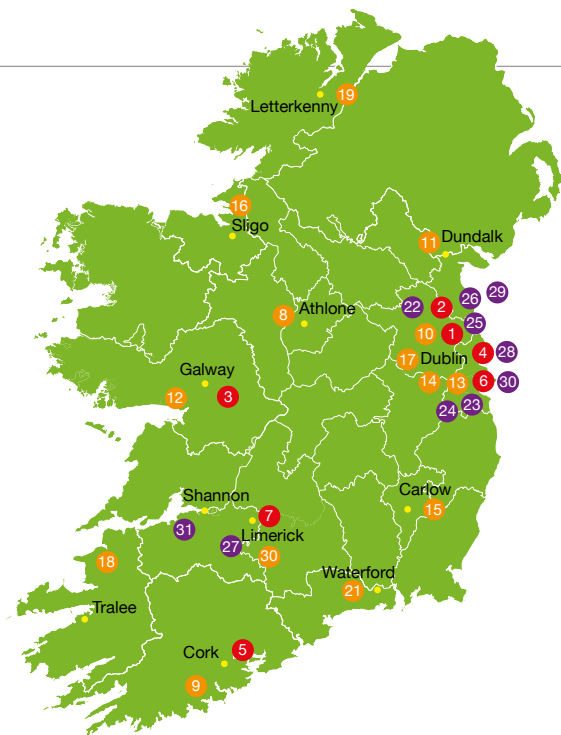 19
Letterkenny
16
Sligo
11
Dundalk
29
26
22
2
8
Athlone
25
10
1
17
Dublin
4
28
Galway
14
13
6
30
12
3
24
23
Shannon
Carlow
15
7
31
27
Limerick
30
18
Waterford
21
Tralee
Cork
5
9